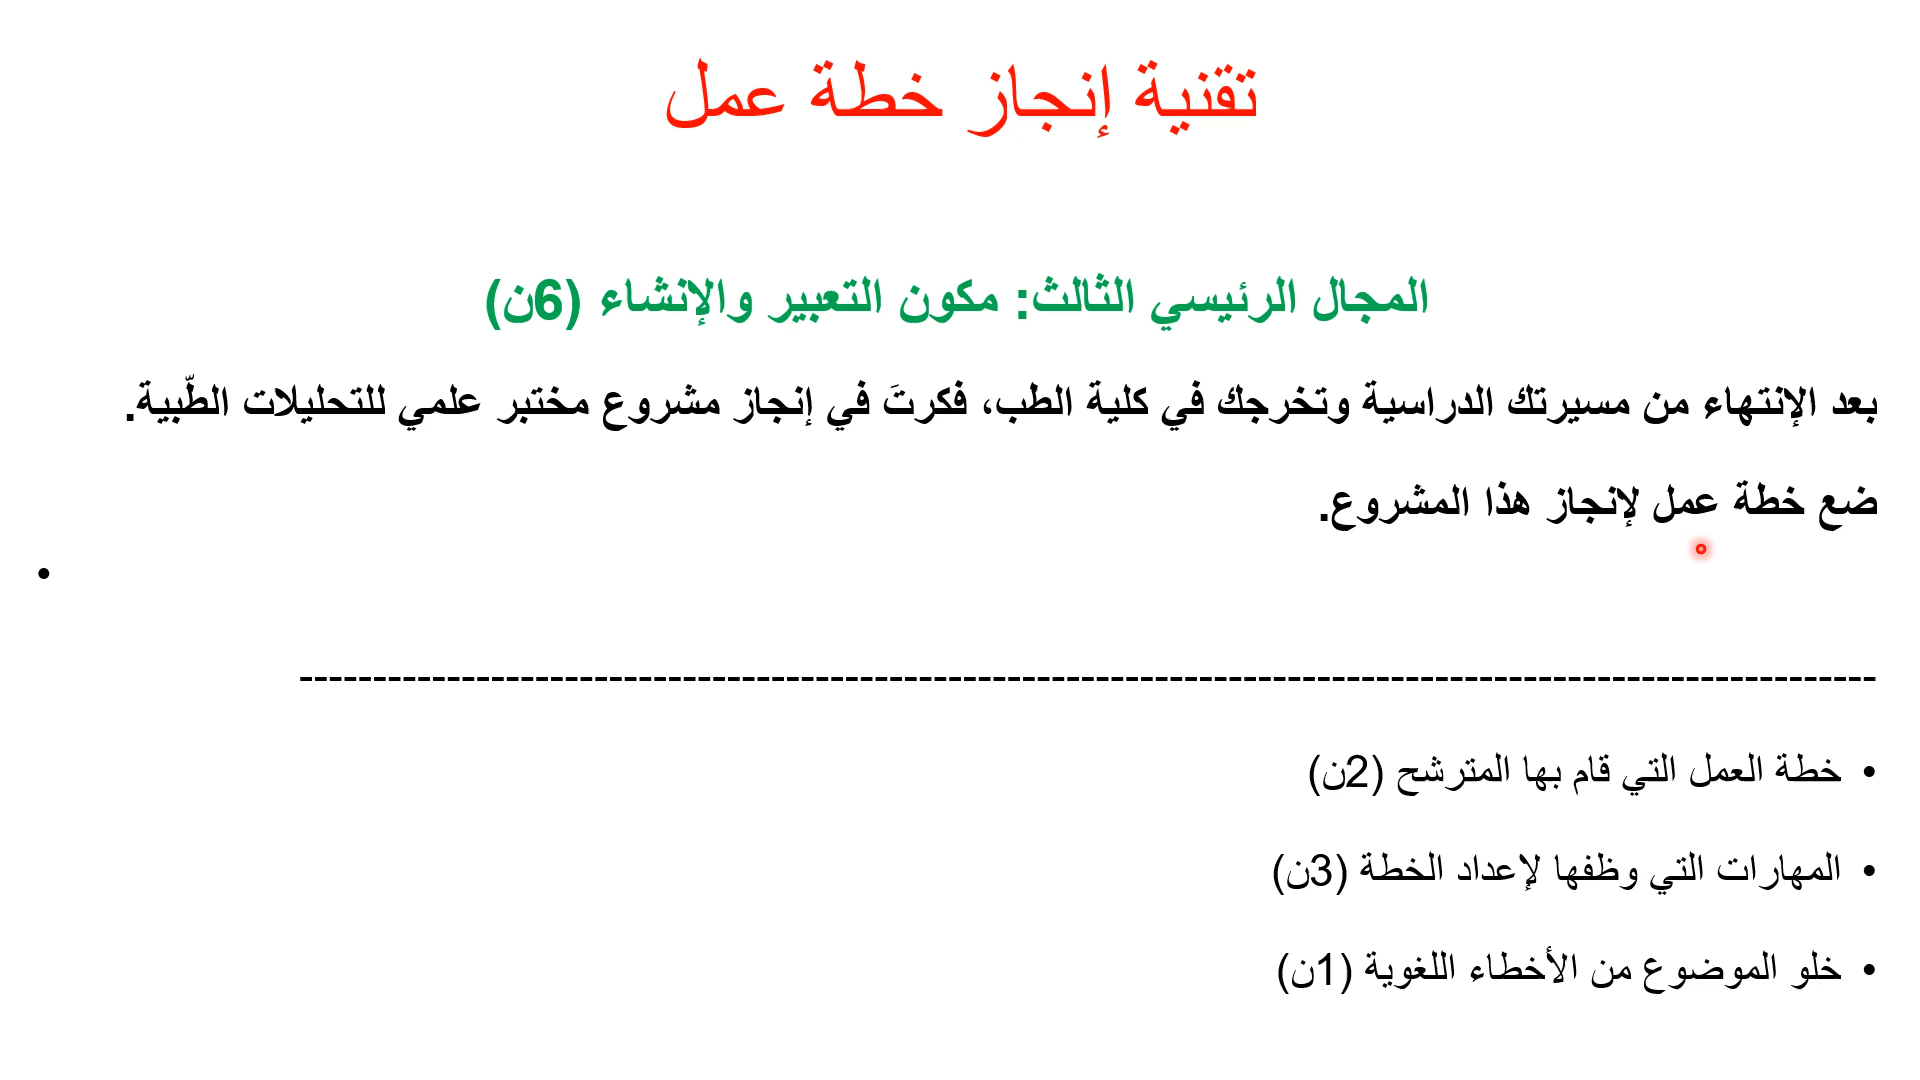 تقنية إنجاز خطة عمل
المجال الرئيسي الثالث: مكون التعبير والإنشاء (6ن)
بعد الإنتهاء من مسيرتك الدراسية وتخرجك في كلية الطب، فكرتَ في إنجاز مشروع مختبر علمي للتحليلات الطّبية.
ضع خطة عمل لإنجاز هذا المشروع.
•
-----------------------------------------------------------------------------------------------------------
• خطة العمل التي قام بها المترشح (2ن)
• المهارات التي وظفها لإعداد الخطة (3ن)
• خلو الموضوع من الأخطاء اللغوية (1ن)